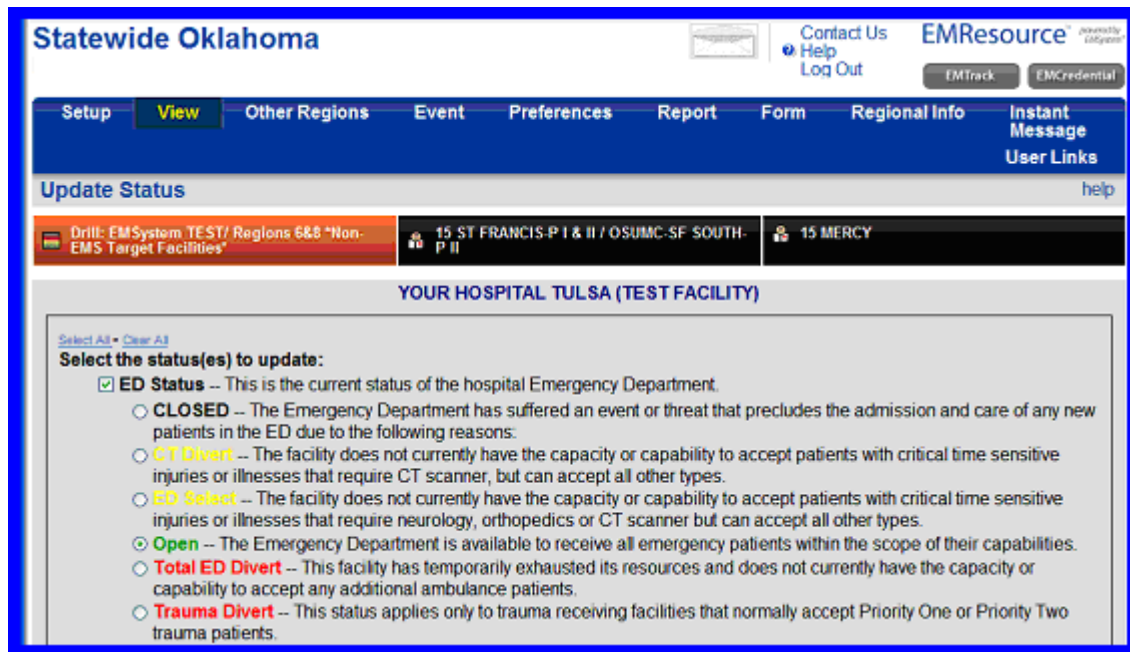 Statewide Oklahoma
Contact Us
Help
Log Out
EMResource
EMTrack
EMCredential
Setup View Other Regions Event Preferences Report Form Regional Info Instant
Message
User Links
Update Status help
Drill: EMSystem TEST/ Regions 6&8 *Non-
EMS Target Facilities*
15 ST FRANCIS-P I & II / OSUMC-SF SOUTH-
P II
15 MERCY
YOUR HOSPITAL TULSA (TEST FACILITY)
Select All • Clear All
Select the status(es) to update:
ED Status -- This is the current status of the hospital Emergency Department.
CLOSED -- The Emergency Department has suffered an event or threat that precludes the admission and care of any new
patients in the ED due to the following reasons:
CT Divert -- The facility does not currently have the capacity or capability to accept patients with critical time sensitive
injuries or illnesses that require CT scanner, but can accept all other types.
ED Select -- The facility does not currently have the capacity or capability to accept patients with critical time sensitive
injuries or illnesses that require neurology, orthopedics or CT scanner but can accept all other types.
Open -- The Emergency Department is available to receive all emergency patients within the scope of their capabilities.
Total ED Divert -- This facility has temporarily exhausted its resources and does not currently have the capacity or
capability to accept any additional ambulance patients.
Trauma Divert -- This status applies only to trauma receiving facilities that normally accept Priority One or Priority Two
trauma patients.